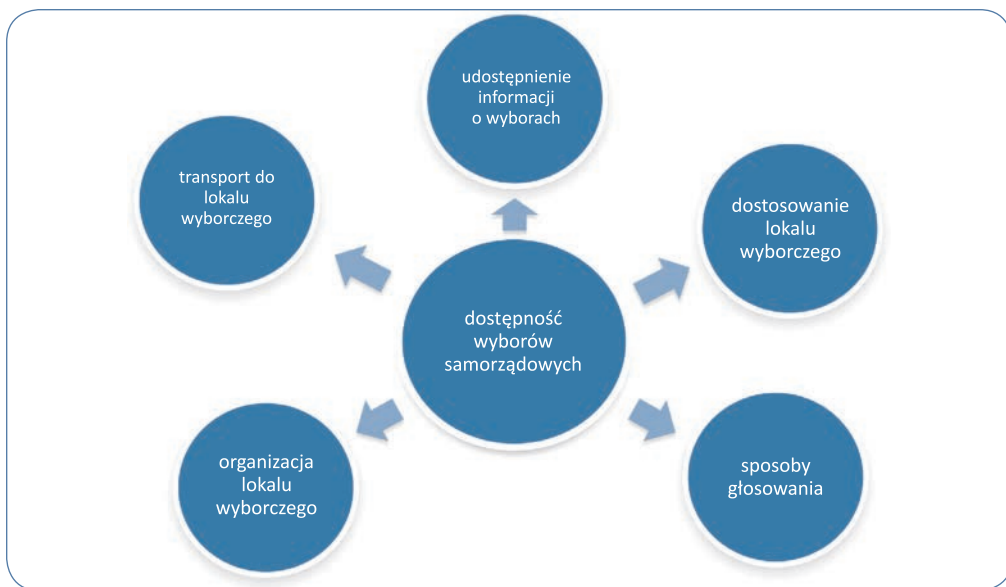 udostępnienie
informacji
o wyborach
transport do
lokalu
wyborczego
dostosowanie
lokalu
wyborczego
dostępność
wyborów
samorządowych
organizacja
lokalu
wyborczego
sposoby
głosowania